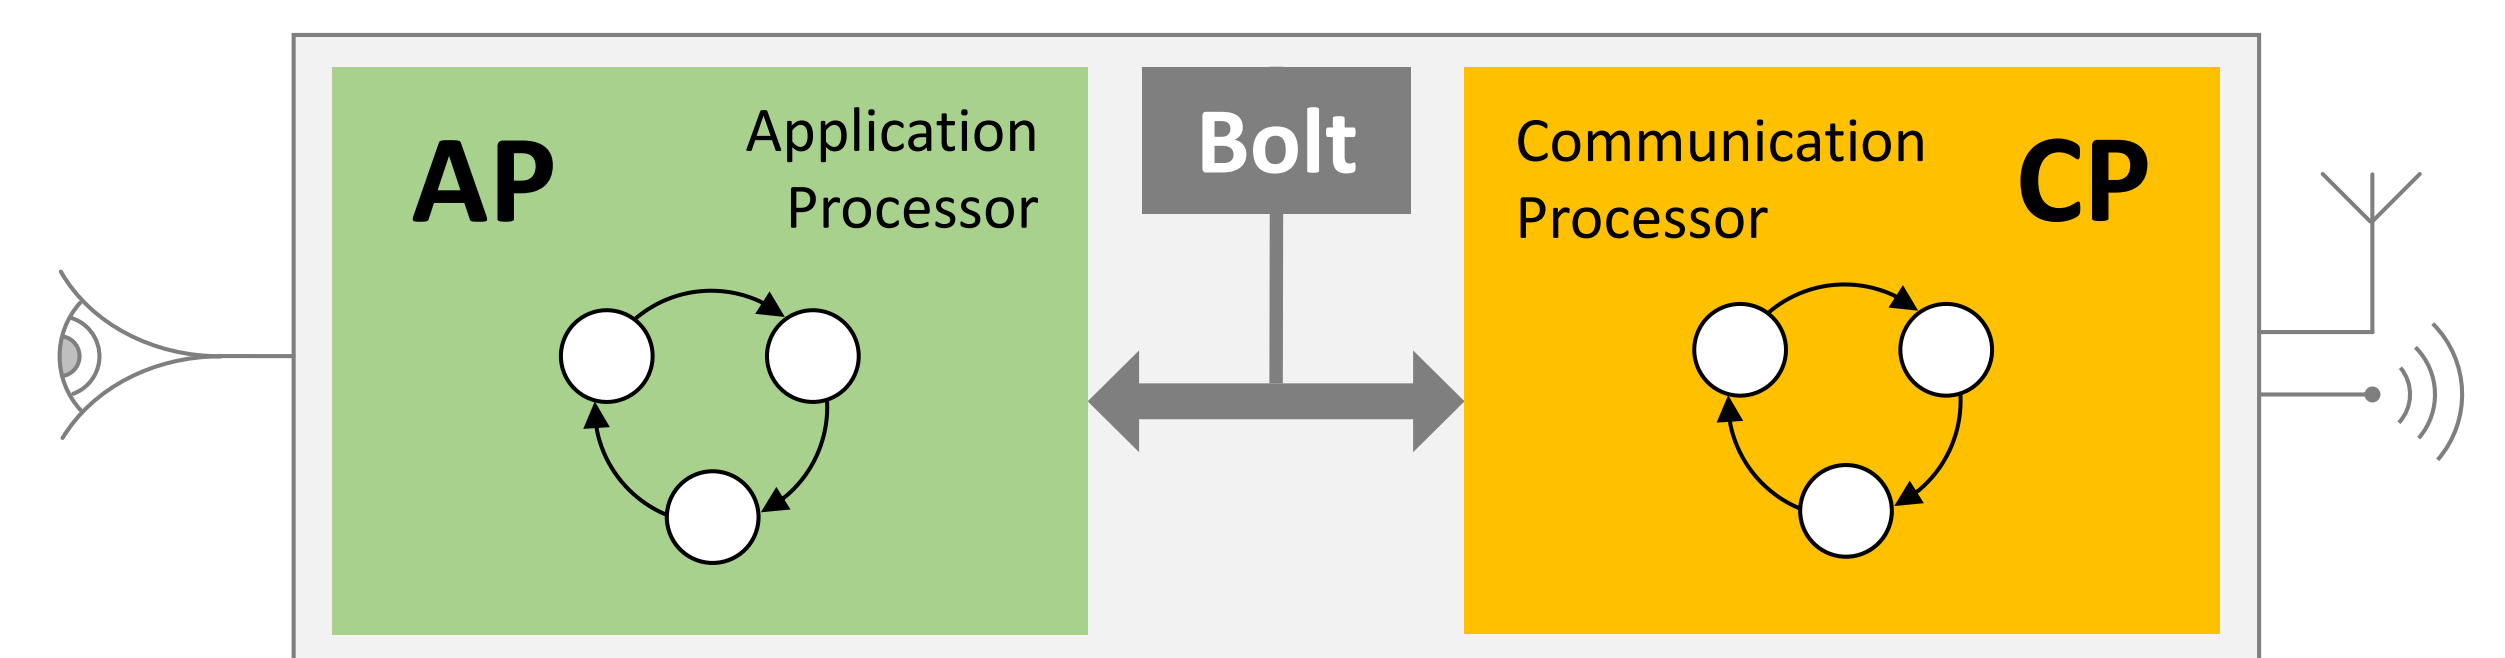 AP
Application
Processor
Bolt
Communication
Processor
CP